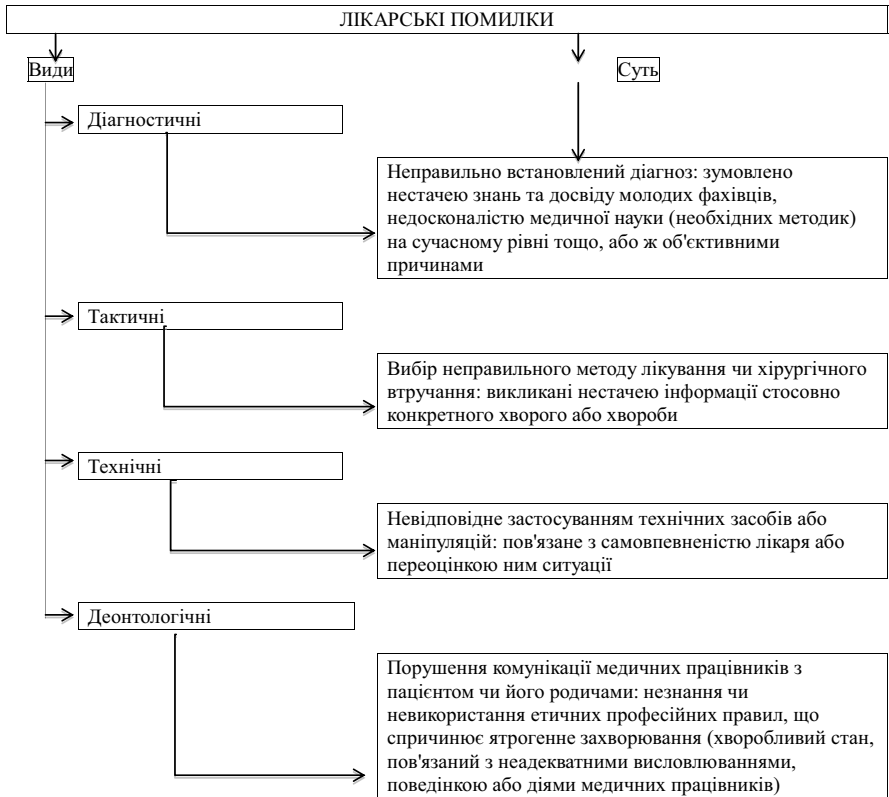 ЛІКАРСЬКІ ПОМИЛКИ
Види
Суть
Діагностичні
Неправильно встановлений діагноз: зумовлено
нестачею знань та досвіду молодих фахівців,
недосконалістю медичної науки (необхідних методик)
на сучасному рівні тощо, або ж об'єктивними
причинами
Тактичні
Вибір неправильного методу лікування чи хірургічного
втручання: викликані нестачею інформації стосовно
конкретного хворого або хвороби
Технічні
Невідповідне застосуванням технічних засобів або
маніпуляцій: пов'язане з самовпевненістю лікаря або
переоцінкою ним ситуації
Деонтологічні
Порушення комунікації медичних працівників з
пацієнтом чи його родичами: незнання чи
невикористання етичних професійних правил, що
спричинює ятрогенне захворювання (хворобливий стан,
пов'язаний з неадекватними висловлюваннями,
поведінкою або діями медичних працівників)